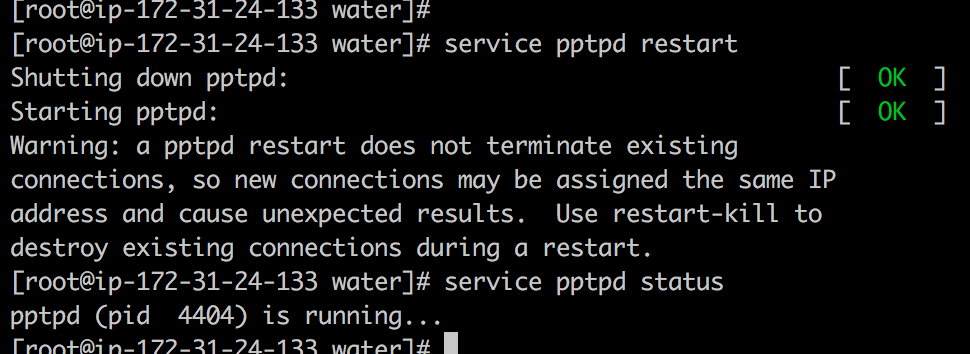 [root@ip-172-31-24-133 water]#
[root@ip-172-31-24-133 water]# service pptpd restart
Shutting down pptpd:                                       [  OK  ]
Starting pptpd:                                            [  OK  ]
Warning: a pptpd restart does not terminate existing
connections, so new connections may be assigned the same IP
address and cause unexpected results.  Use restart-kill to
destroy existing connections during a restart.
[root@ip-172-31-24-133 water]# service pptpd status
pptpd (pid  4404) is running...
[root@ip-172-31-24-133 water]#